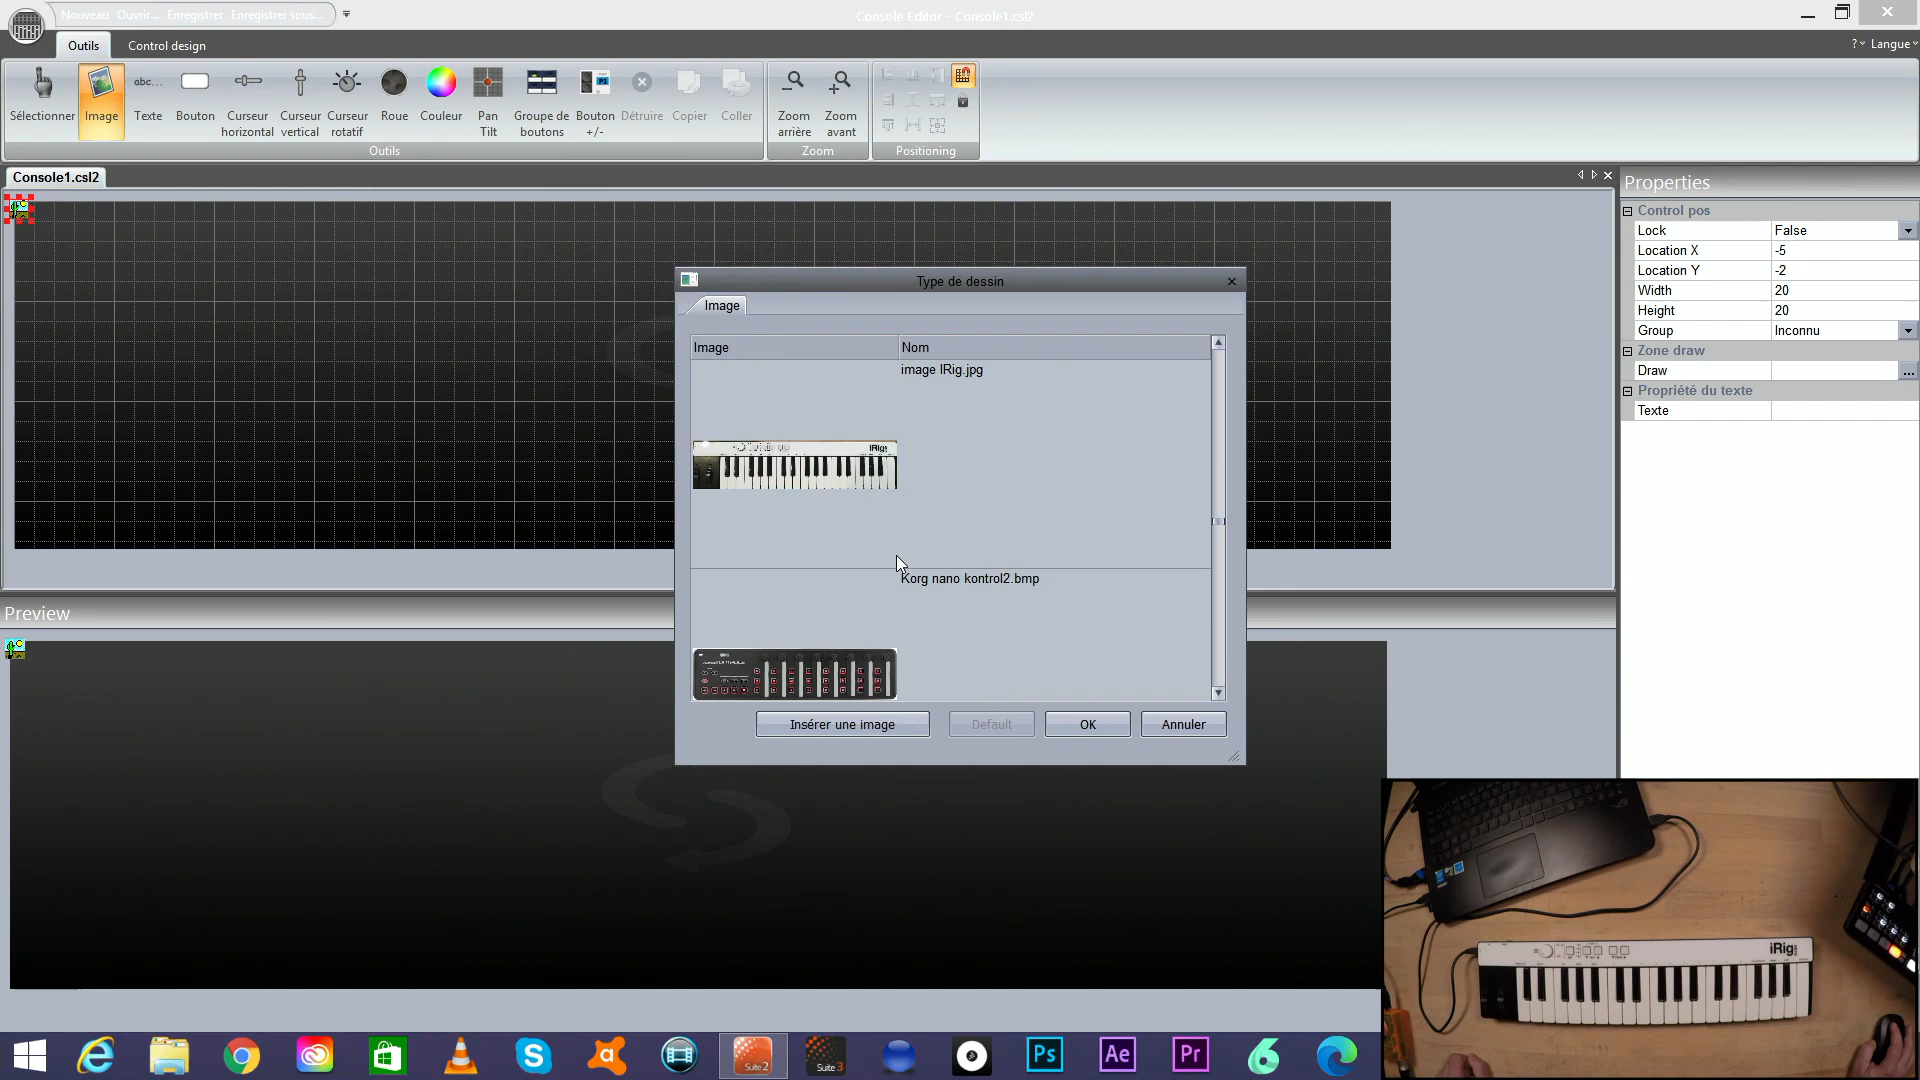 Nouveau Ouvrir... Enregistrer Enregistrer sous...
Console Editor - Console1.csl2
Outils
Control design
? Langue
Sélectionner
Image
abc...
Texte
Bouton
Curseur horizontal
Curseur vertical
Curseur rotatif
Roue
Couleur
Pan Tilt
Groupe de boutons
Bouton +/-
Détruire
Copier
Coller
Zoom arrière
Zoom avant
Outils
Zoom
Positioning
Console1.csl2
Properties
Control pos
Lock False
Location X -5
Location Y -2
Width 20
Height 20
Group Inconnu
Zone draw
Draw ...
Propriété du texte
Texte
Type de dessin
Image
Image Nom
image IRig.jpg
iRig
Korg nano kontrol2.bmp
Insérer une image
Default
OK
Annuler
Preview
iRig
Suite 2
Suite 3
Ps
Ae
Pr